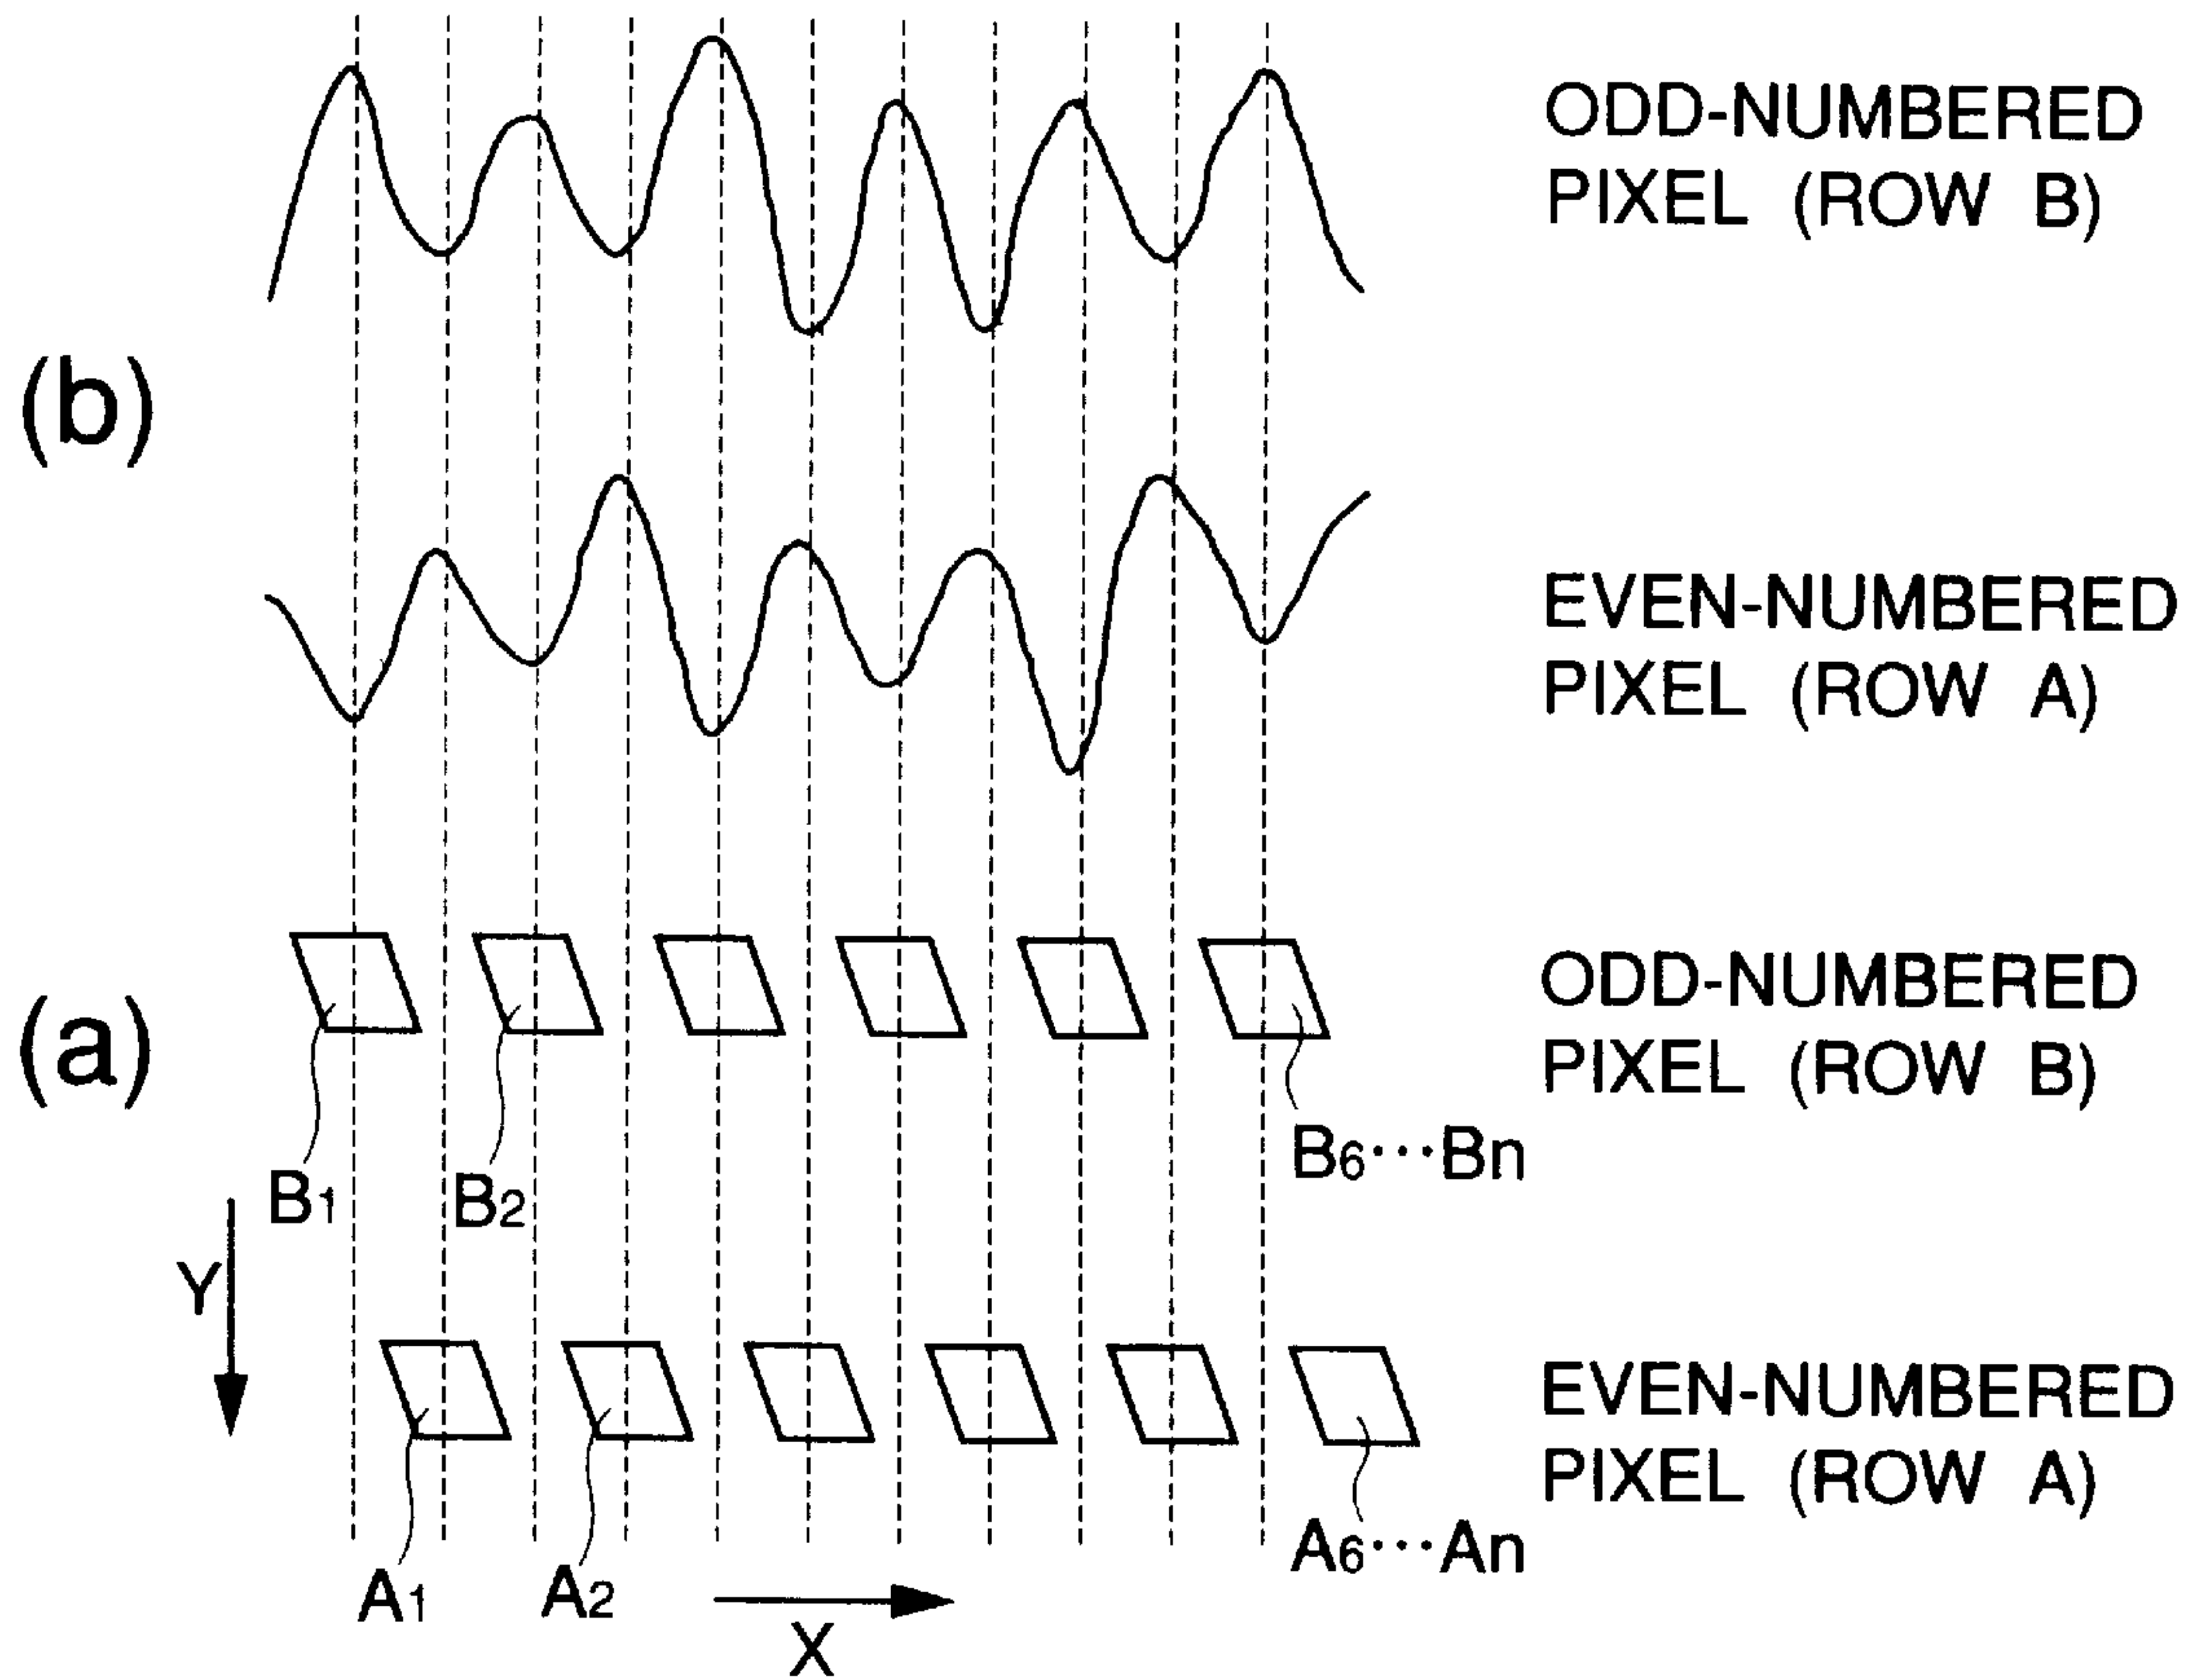 ODD-NUMBERED
PIXEL (ROW B)
(b)
EVEN-NUMBERED
PIXEL (ROW A)
ODD-NUMBERED
PIXEL (ROW B)
(a)
B6···Bn
B1
B2
Y
EVEN-NUMBERED
PIXEL (ROW A)
A6···An
A1
A2
X